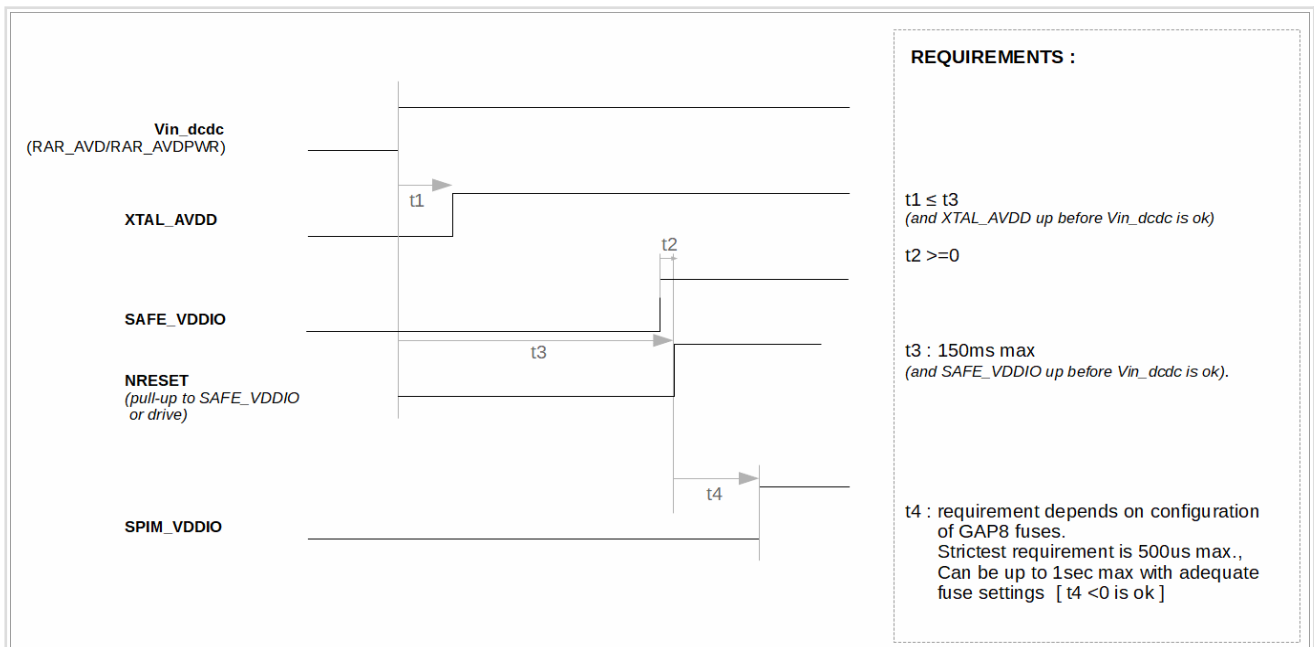 REQUIREMENTS :
Vin_dcdc
(RAR_AVD/RAR_AVDPWR)
t1
XTAL_AVDD
t1 ≤ t3
(and XTAL_AVDD up before Vin_dcdc is ok)
t2
t2 >=0
SAFE_VDDIO
t3
t3 : 150ms max
(and SAFE_VDDIO up before Vin_dcdc is ok).
NRESET
(pull-up to SAFE_VDDIO
or drive)
t4
SPIM_VDDIO
t4 : requirement depends on configuration
of GAP8 fuses.
Strictest requirement is 500us max.,
Can be up to 1sec max with adequate
fuse settings [ t4 <0 is ok ]